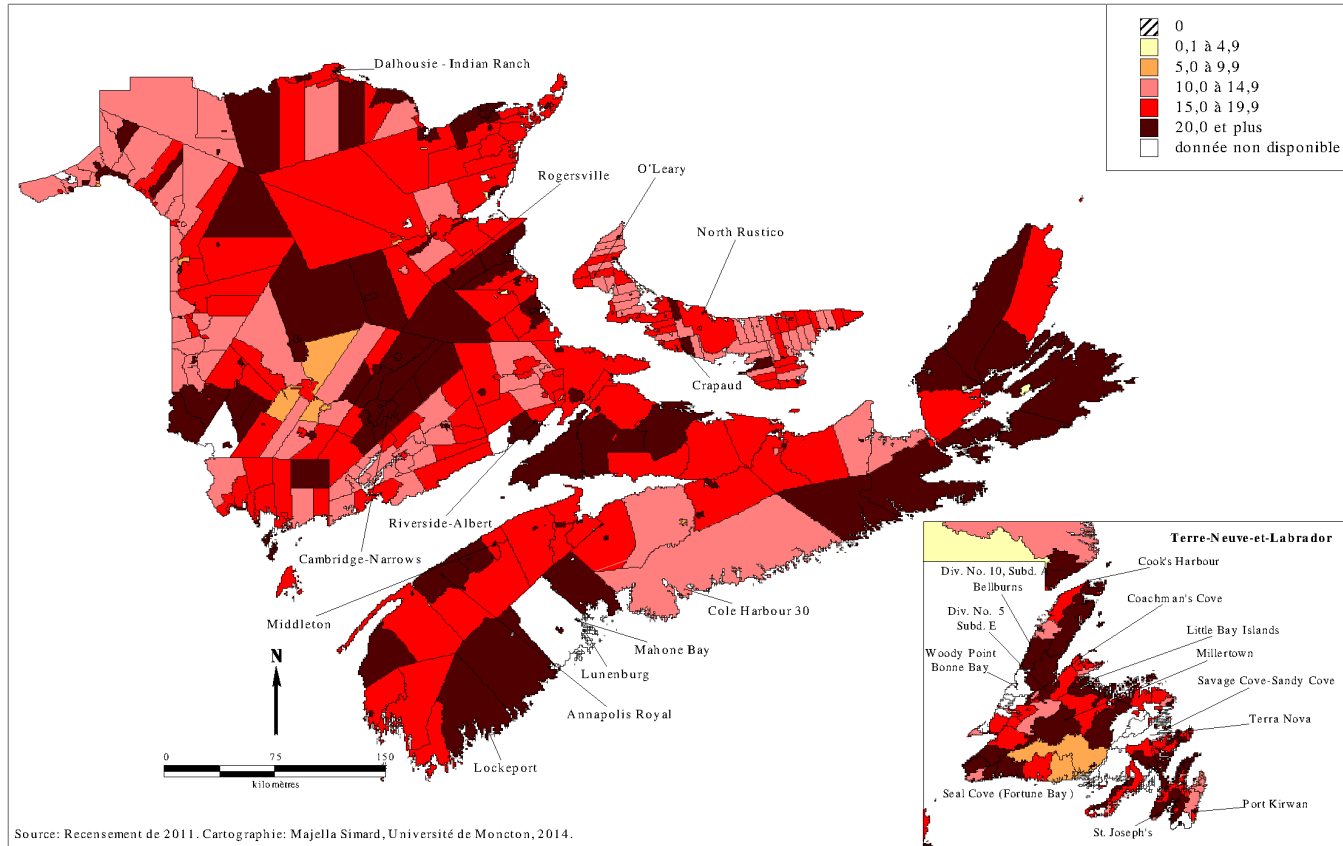 0
0,1 à 4,9
5,0 à 9,9
10,0 à 14,9
15,0 à 19,9
20,0 et plus
donnée non disponible
Dalhousie - Indian Ranch
Rogersville
O'Leary
North Rustico
Crapaud
Riverside-Albert
Cambridge-Narrows
Middleton
Cole Harbour 30
Mahone Bay
Lunenburg
Annapolis Royal
Lockeport
N
0 75 150
kilomètres
Terre-Neuve-et-Labrador
Div. No. 10, Subd. A
Cook's Harbour
Bellburns
Coachman's Cove
Div. No. 5
Subd. E
Little Bay Islands
Woody Point
Bonne Bay
Millertown
Savage Cove-Sandy Cove
Terra Nova
Seal Cove (Fortune Bay)
Port Kirwan
St. Joseph's
Source: Recensement de 2011. Cartographie: Majella Simard, Université de Moncton, 2014.